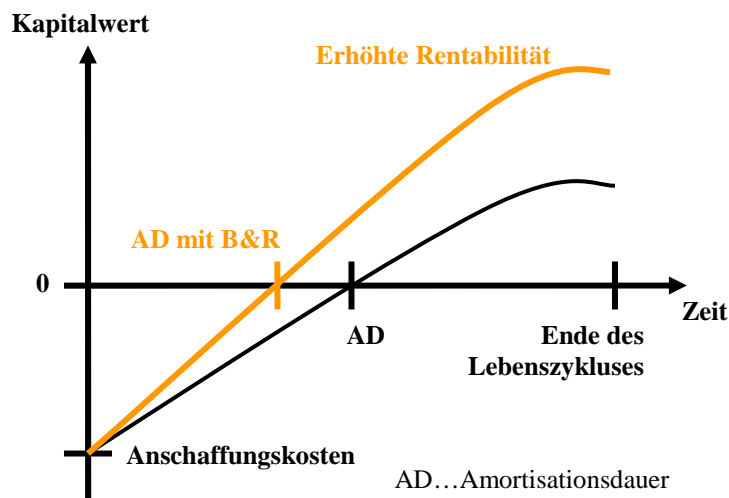 Kapitalwert
Erhöhte Rentabilität
AD mit B&R
0
Zeit
AD
Ende des
Lebenszykluses
Anschaffungskosten
AD…Amortisationsdauer